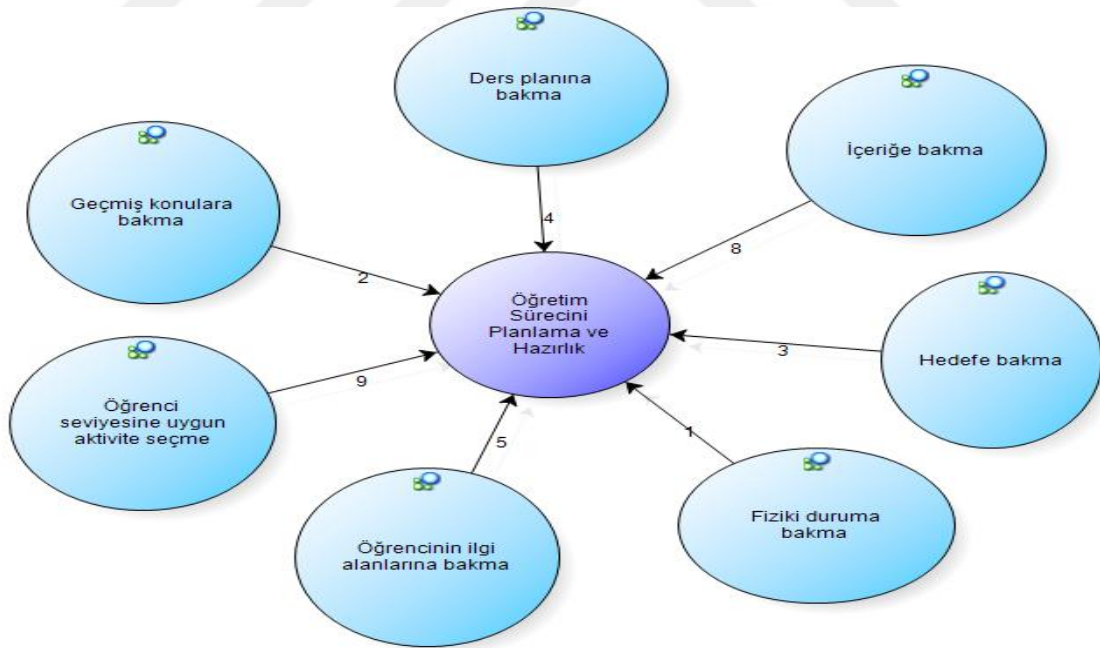 Ders planına
bakma
İçeriğe bakma
Geçmiş konulara
bakma
4
8
2
Öğretim
Sürecini
Planlama ve
Hazırlık
3
Hedefe bakma
9
Öğrenci
seviyesine uygun
aktivite seçme
1
5
Fiziki duruma
bakma
Öğrencinin ilgi
alanlarına bakma